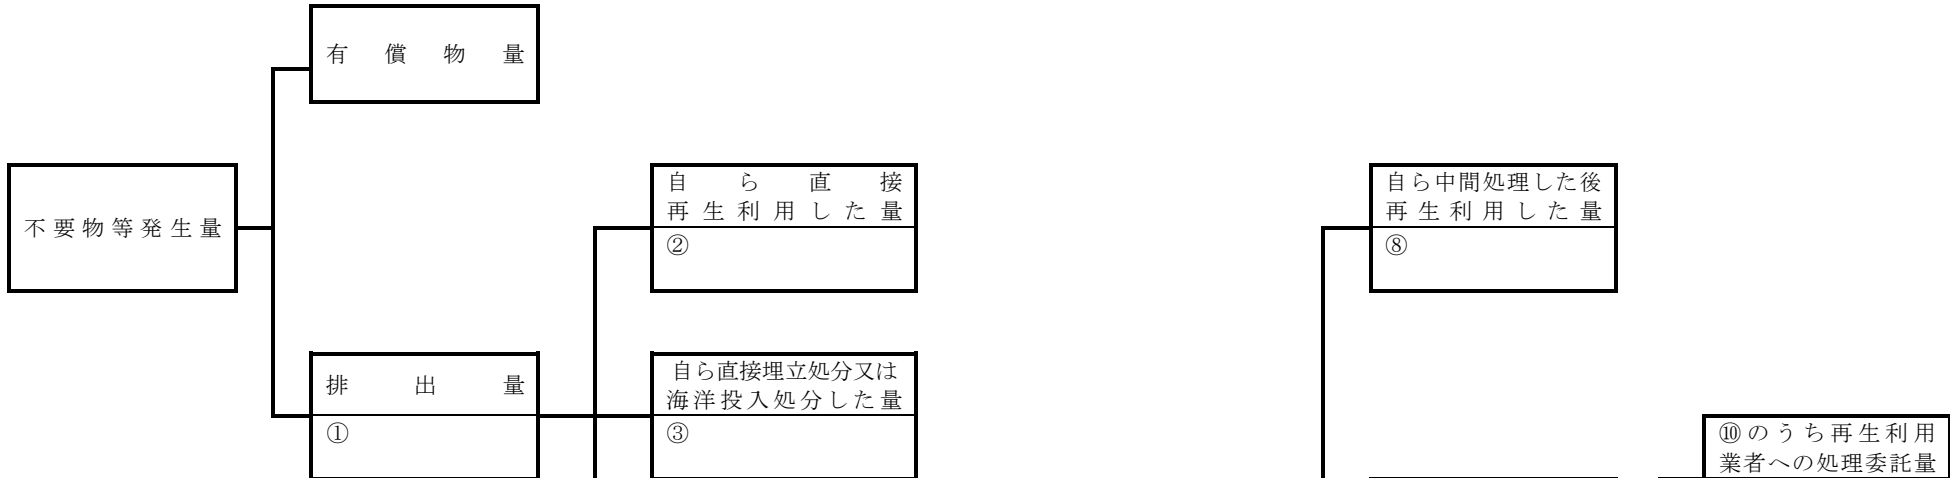 有償物量
不要物等発生量
自ら直接
再生利用した量
②
自ら中間処理した後
再生利用した量
⑧
排出量
①
自ら直接埋立処分又は
海洋投入処分した量
③
⑩のうち再生利用
業者への処理委託量